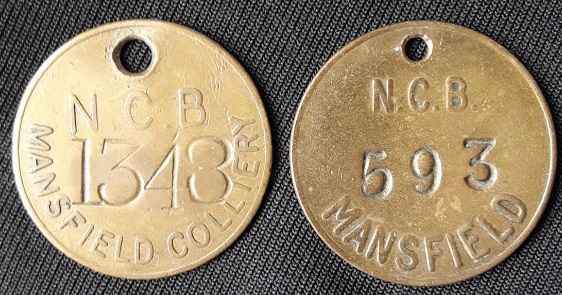 N C B
1348
MANSFIELD COLLIERY
N.C.B.
593
MANSFIELD